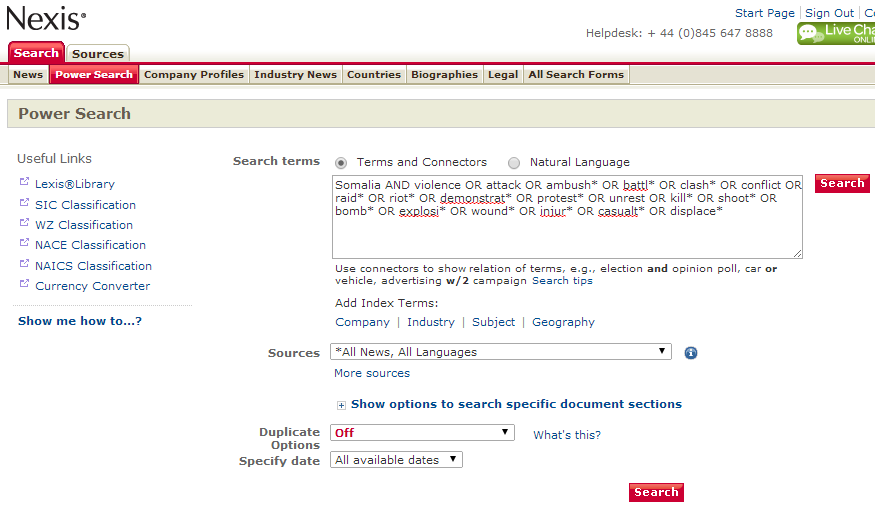 Nexis®
Start Page | Sign Out |
Helpdesk: + 44 (0)845 647 8888
Live
Search Sources
News Power Search Company Profiles Industry News Countries Biographies Legal All Search Forms
Power Search
Useful Links
Lexis®Library
SIC Classification
WZ Classification
NACE Classification
NAICS Classification
Currency Converter
Show me how to...?
Search terms Terms and Connectors Natural Language
Somalia AND violence OR attack OR ambush* OR battl* OR clash* OR conflict OR
raid* OR riot* OR demonstrat* OR protest* OR unrest OR kill* OR shoot* OR
bomb* OR explosi* OR wound* OR injur* OR casualt* OR displace*
Search
Use connectors to show relation of terms, e.g., election and opinion poll, car or
vehicle, advertising w/2 campaign Search tips
Add Index Terms:
Company | Industry | Subject | Geography
Sources *All News, All Languages
More sources
Show options to search specific document sections
Duplicate Options Off What's this?
Specify date All available dates
Search